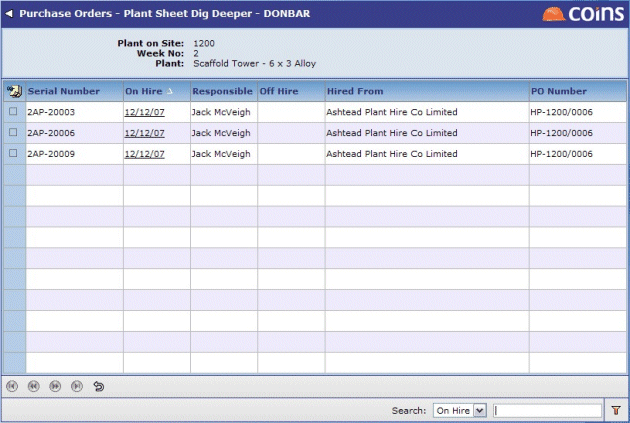 Purchase Orders - Plant Sheet Dig Deeper - DONBAR coins
Plant on Site: 1200
Week No: 2
Plant: Scaffold Tower - 6 x 3 Alloy
Serial Number On Hire Responsible Off Hire Hired From PO Number
2AP-20003 12/12/07 Jack McVeigh Ashtead Plant Hire Co Limited HP-1200/0006
2AP-20006 12/12/07 Jack McVeigh Ashtead Plant Hire Co Limited HP-1200/0006
2AP-20009 12/12/07 Jack McVeigh Ashtead Plant Hire Co Limited HP-1200/0006
Search: On Hire